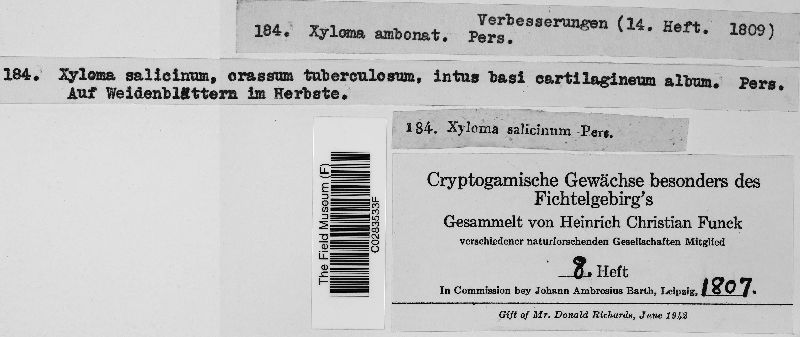 Verbesserungen (14. Heft. 1809)
184. Xyloma ambonat. Pers.
184. Xyloma salicinum, crassum tuberculosum, intus basi cartilagineum album. Pers.
Auf Weidenblättern im Herbste.
184. Xyloma salicinum Pers.
The Field Museum (F)
C0283533F
Cryptogamische Gewächse besonders des
Fichtelgebirg's
Gesammelt von Heinrich Christian Funck
verschiedener naturforschenden Gesellschaften Mitglied
8. Heft
In Commission bey Johann Ambrosius Barth, Leipzig, 1807.
Gift of Mr. Donald Richards, June 1942